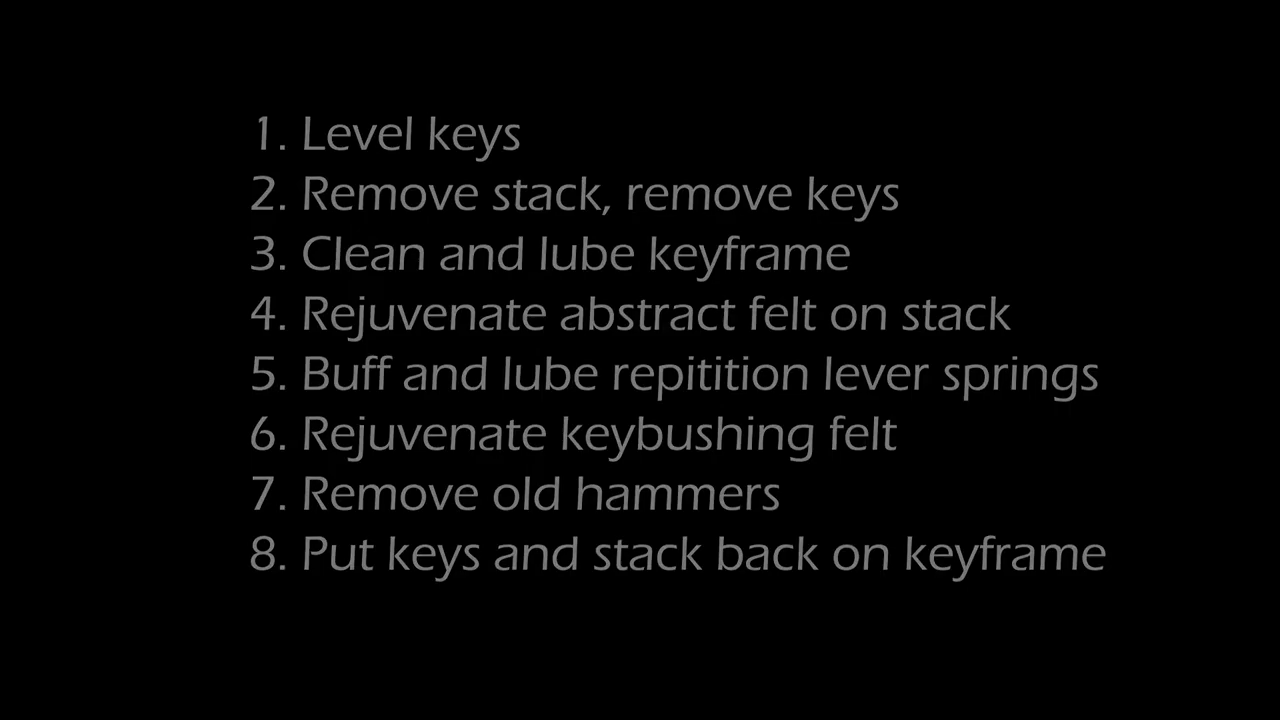 1. Level keys
2. Remove stack, remove keys
3. Clean and lube keyframe
4. Rejuvenate abstract felt on stack
5. Buff and lube repitition lever springs
6. Rejuvenate keybushing felt
7. Remove old hammers
8. Put keys and stack back on keyframe